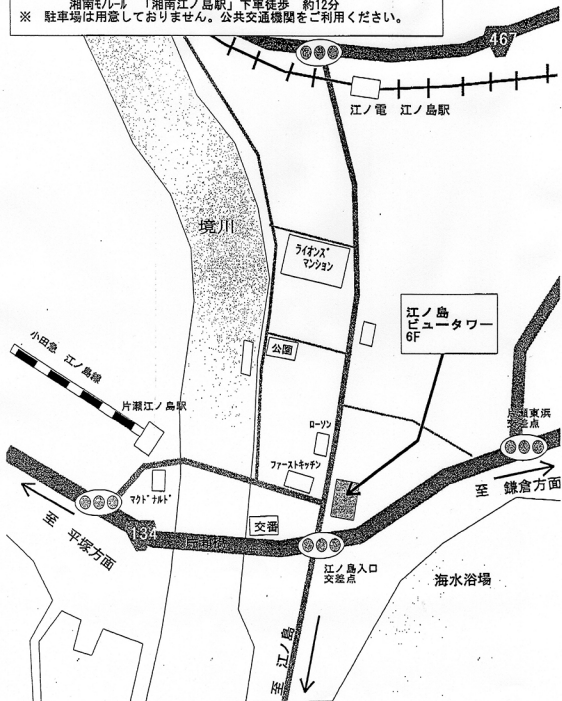 湘南ﾓﾉﾚｰﾙ 「湘南江ノ島駅」下車徒歩 約12分
※ 駐車場は用意しておりません。公共交通機関をご利用ください。
467
江ノ電 江ノ島駅
境川
ライオンズ
マンション
江ノ島
ビュータワー
6F
小田急 江ノ島線
公園
片瀬江ノ島駅
片瀬東浜
交差点
ローソン
ファーストキッチン
マクドナルド
至 鎌倉方面
至 平塚方面
134
交番
江ノ島入口
交差点
海水浴場
至 江ノ島